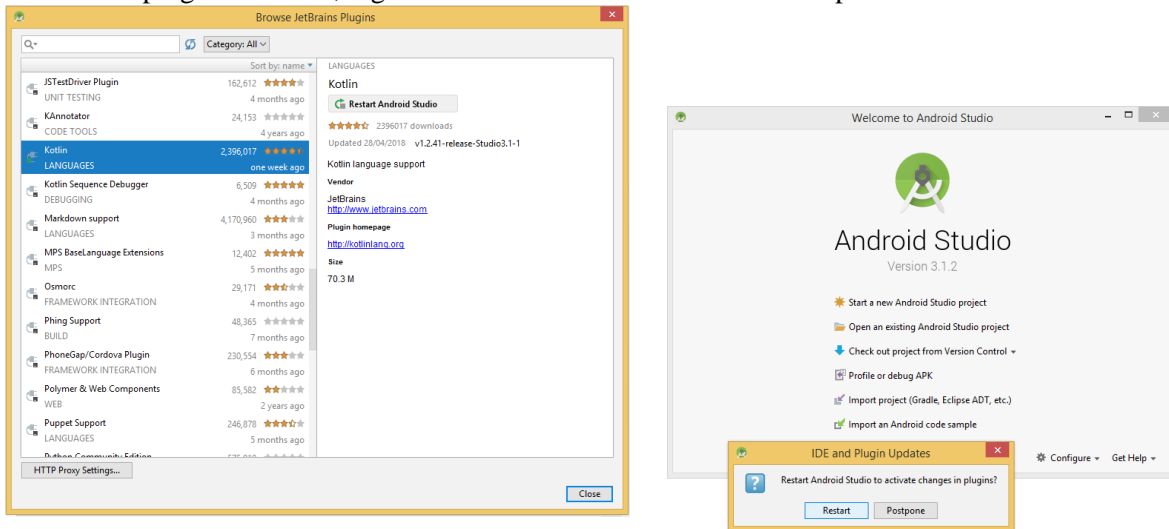 Browse JetBrains Plugins
Category: All
Sort by: name
JSTestDriver Plugin 162,612
UNIT TESTING 4 months ago
KAnnotator 24,153
CODE TOOLS 4 years ago
Kotlin 2,396,017
LANGUAGES one week ago
Kotlin Sequence Debugger 6,509
DEBUGGING 4 months ago
Markdown support 4,170,960
LANGUAGES 3 months ago
MPS BaseLanguage Extensions 12,402
MPS 5 months ago
Osmorc 29,171
FRAMEWORK INTEGRATION 4 months ago
Phing Support 48,365
BUILD 7 months ago
PhoneGap/Cordova Plugin 230,554
FRAMEWORK INTEGRATION 6 months ago
Polymer & Web Components 85,582
WEB 2 years ago
Puppet Support 246,878
LANGUAGES 5 months ago
HTTP Proxy Settings...
LANGUAGES
Kotlin
Restart Android Studio
2396017 downloads
Updated 28/04/2018 v1.2.41-release-Studio3.1-1
Kotlin language support
Vendor
JetBrains
http://www.jetbrains.com
Plugin homepage
http://kotlinlang.org
Size
70.3 M
Close
Welcome to Android Studio
Android Studio
Version 3.1.2
Start a new Android Studio project
Open an existing Android Studio project
Check out project from Version Control
Profile or debug APK
Import project (Gradle, Eclipse ADT, etc.)
Import an Android code sample
Configure Get Help
IDE and Plugin Updates
Restart Android Studio to activate changes in plugins?
Restart Postpone